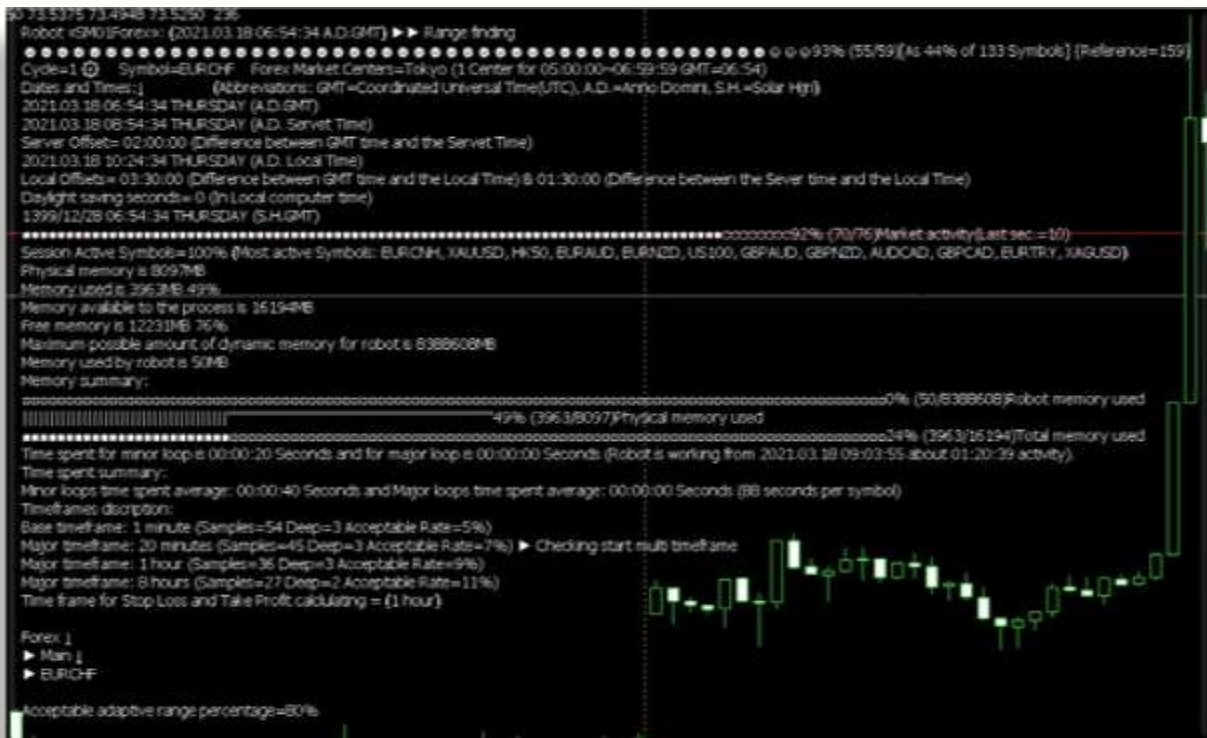 50 73.5375 73.4948 73.5250 236
Robot «SM01Forex»: {2021.03.18 06:54:34 A.D.GMT} ►► Range finding
93% (55/59)[As 44% of 133 Symbols] {Reference=159}
Cycle=1 Symbol=EURCHF Forex Market Centers=Tokyo (1 Center for 05:00:00~06:59:59 GMT=06:54)
Dates and Times:↓ {Abbreviations: GMT=Coordinated Universal Time(UTC), A.D.=Anno Domini, S.H.=Solar Hijri}
2021.03.18 06:54:34 THURSDAY (A.D.GMT)
2021.03.18 08:54:34 THURSDAY (A.D. Servet Time)
Server Offset= 02:00:00 (Difference between GMT time and the Servet Time)
2021.03.18 10:24:34 THURSDAY (A.D. Local Time)
Local Offsets= 03:30:00 (Difference between GMT time and the Local Time) & 01:30:00 (Difference between the Sever time and the Local Time)
Daylight saving seconds= 0 (In Local computer time)
1399/12/28 06:54:34 THURSDAY (S.H.GMT)
92% (70/76)Market activity(Last sec.=10)
Session Active Symbols=100% {Most active Symbols: EURCNH, XAUUSD, HK50, EURAUD, EURNZD, US100, GBPAUD, GBPNZD, AUDCAD, GBPCAD, EURTRY, XAGUSD}
Physical memory is 8097MB
Memory used is 3963MB 49%
Memory available to the process is 16194MB
Free memory is 12231MB 76%
Maximum possible amount of dynamic memory for robot is 8388608MB
Memory used by robot is 50MB
Memory summary:
0% (50/8388608)Robot memory used
49% (3963/8097)Physical memory used
24% (3963/16194)Total memory used
Time spent for minor loop is 00:00:20 Seconds and for major loop is 00:00:00 Seconds (Robot is working from 2021.03.18 09:03:55 about 01:20:39 activity).
Time spent summary:
Minor loops time spent average: 00:00:40 Seconds and Major loops time spent average: 00:00:00 Seconds (88 seconds per symbol)
Timeframes discription:
Base timeframe: 1 minute (Samples=54 Deep=3 Acceptable Rate=5%)
Major timeframe: 20 minutes (Samples=45 Deep=3 Acceptable Rate=7%) ► Checking start multi timeframe
Major timeframe: 1 hour (Samples=36 Deep=3 Acceptable Rate=9%)
Major timeframe: 8 hours (Samples=27 Deep=2 Acceptable Rate=11%)
Time frame for Stop Loss and Take Profit caldulating = {1 hour}
Forex ↓
► Main ↓
► EURCHF
Acceptable adaptive range percentage=80%